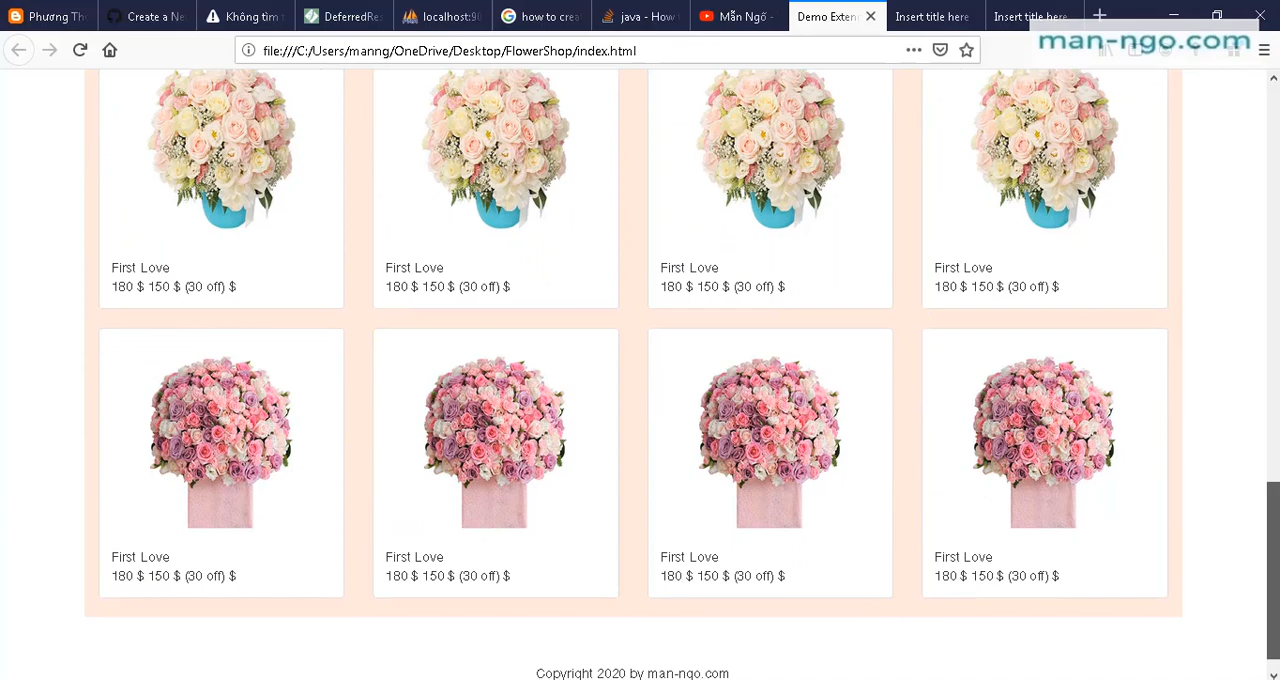 Phương Th
Create a Ne
Không tìm t
DeferredRes
localhost:90
how to crea
java - How t
Mẫn Ngố -
Demo Exten
Insert title here
Insert title here
man-ngo.com
file:///C:/Users/manng/OneDrive/Desktop/FlowerShop/index.html
First Love First Love First Love First Love
180 $ 150 $ (30 off) $ 180 $ 150 $ (30 off) $ 180 $ 150 $ (30 off) $ 180 $ 150 $ (30 off) $
First Love First Love First Love First Love
180 $ 150 $ (30 off) $ 180 $ 150 $ (30 off) $ 180 $ 150 $ (30 off) $ 180 $ 150 $ (30 off) $
Copyright 2020 by man-ngo.com